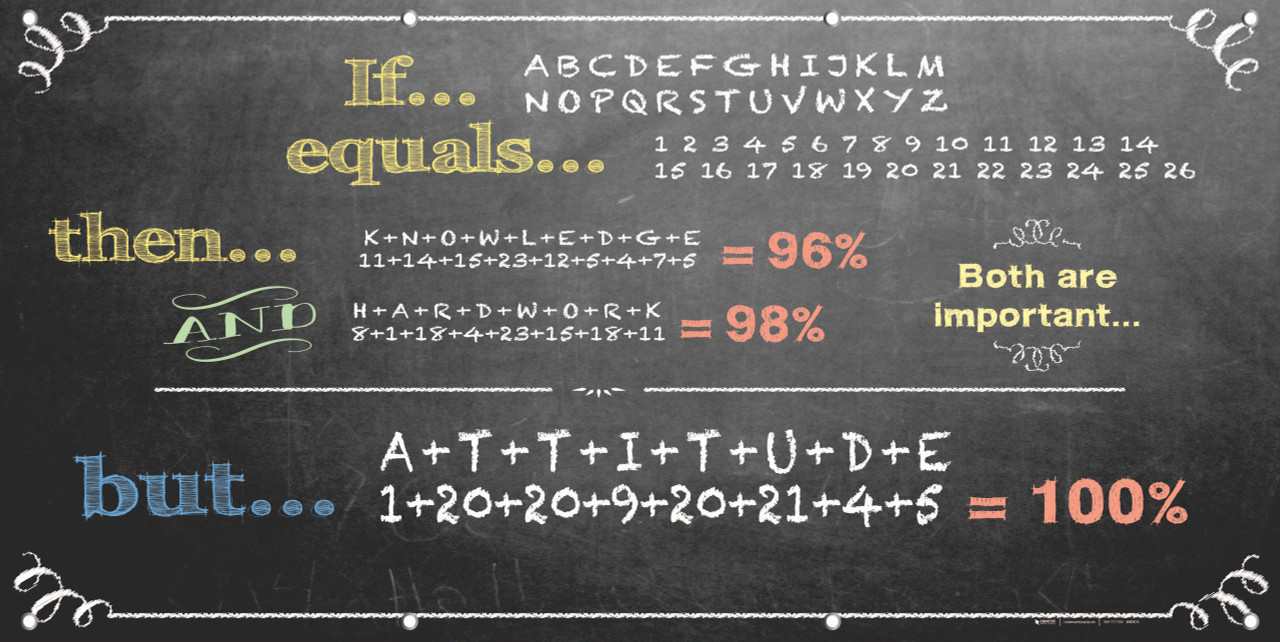 If...
A B C D E F G H I J K L M
N O P Q R S T U V W X Y Z
equals...
1 2 3 4 5 6 7 8 9 10 11 12 13 14
15 16 17 18 19 20 21 22 23 24 25 26
then...
K+N+O+W+L+E+D+G+E
11+14+15+23+12+5+4+7+5
= 96%
AND
H+A+R+D+W+O+R+K
8+1+18+4+23+15+18+11
= 98%
Both are
important...
but...
A+T+T+I+T+U+D+E
1+20+20+9+20+21+4+5
= 100%